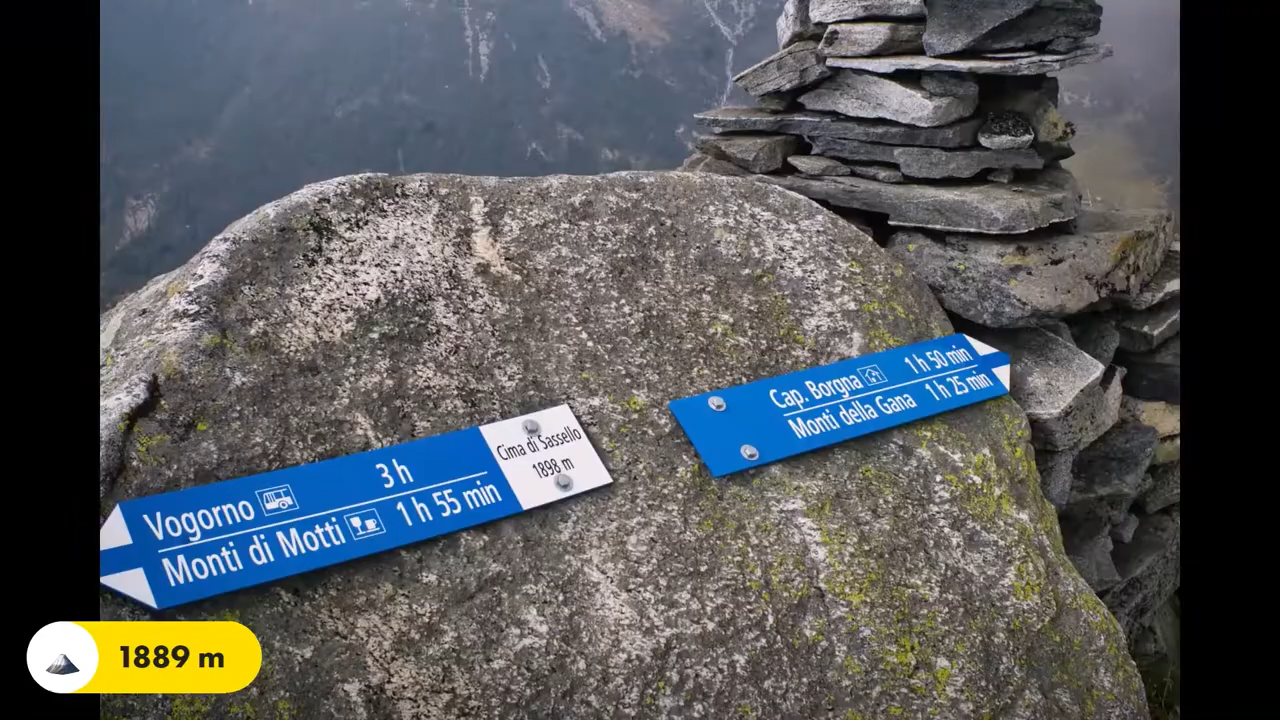 Vogorno 3 h
Monti di Motti 1 h 55 min
Cima di Sassello
1898 m
Cap. Borgna 1 h 50 min
Monti della Gana 1 h 25 min
1889 m